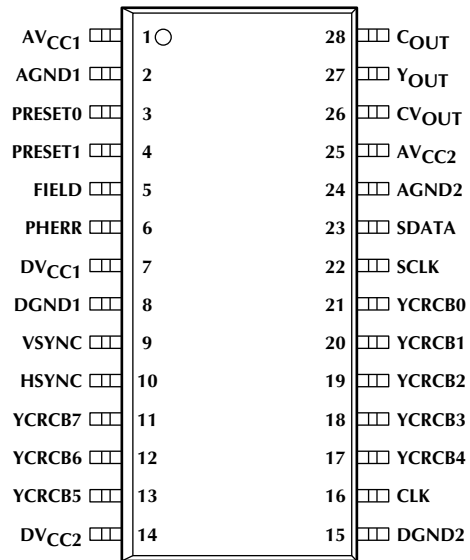 AVCC1 1 28 COUT
AGND1 2 27 YOUT
PRESET0 3 26 CVOUT
PRESET1 4 25 AVCC2
FIELD 5 24 AGND2
PHERR 6 23 SDATA
DVCC1 7 22 SCLK
DGND1 8 21 YCRCB0
VSYNC 9 20 YCRCB1
HSYNC 10 19 YCRCB2
YCRCB7 11 18 YCRCB3
YCRCB6 12 17 YCRCB4
YCRCB5 13 16 CLK
DVCC2 14 15 DGND2